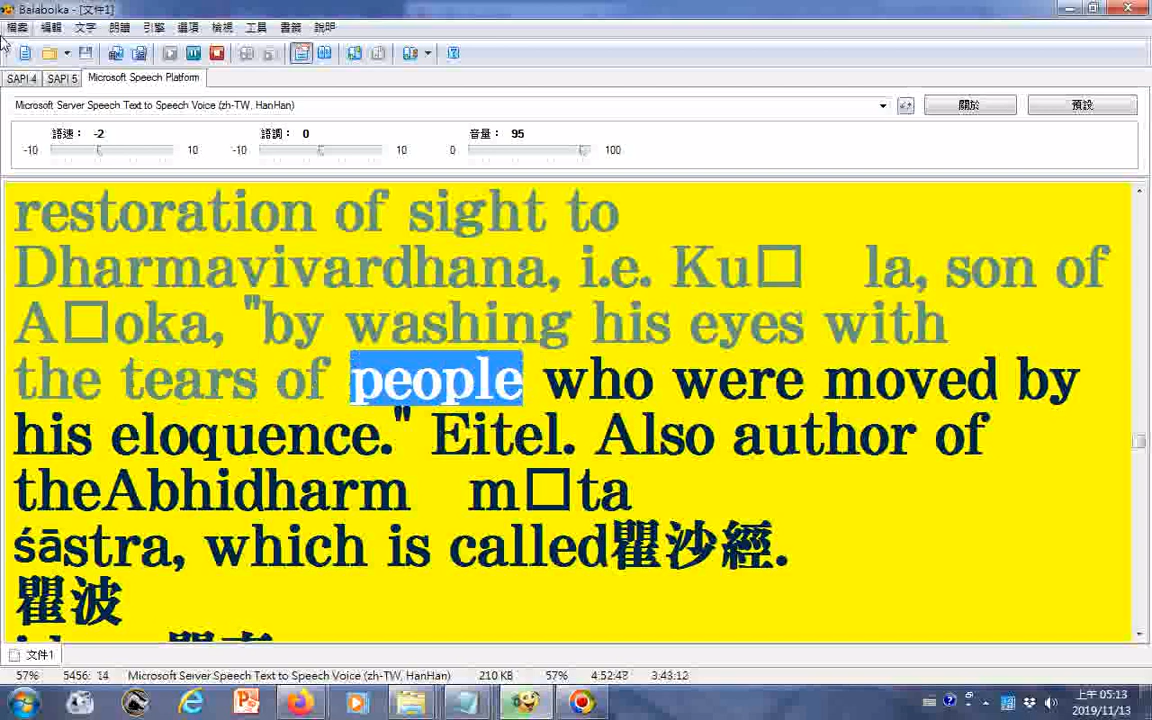 Balabolka - [文件1]
檔案 編輯 文字 朗讀 引擎 選項 檢視 工具 書籤 說明
SAPI 4 SAPI 5 Microsoft Speech Platform
Microsoft Server Speech Text to Speech Voice (zh-TW, HanHan) 關於 預設
語速： -2 語調： 0 音量： 95
-10 10 -10 10 0 100
restoration of sight to
Dharmavivardhana, i.e. Ku□ la, son of
A□oka, "by washing his eyes with
the tears of people who were moved by
his eloquence." Eitel. Also author of
theAbhidharm m□ta
śāstra, which is called瞿沙經.
瞿波
文件1
57% 5456: 14 Microsoft Server Speech Text to Speech Voice (zh-TW, HanHan) 210 KB 57% 4:52:47 3:43:12
上午 05:13
2019/11/13